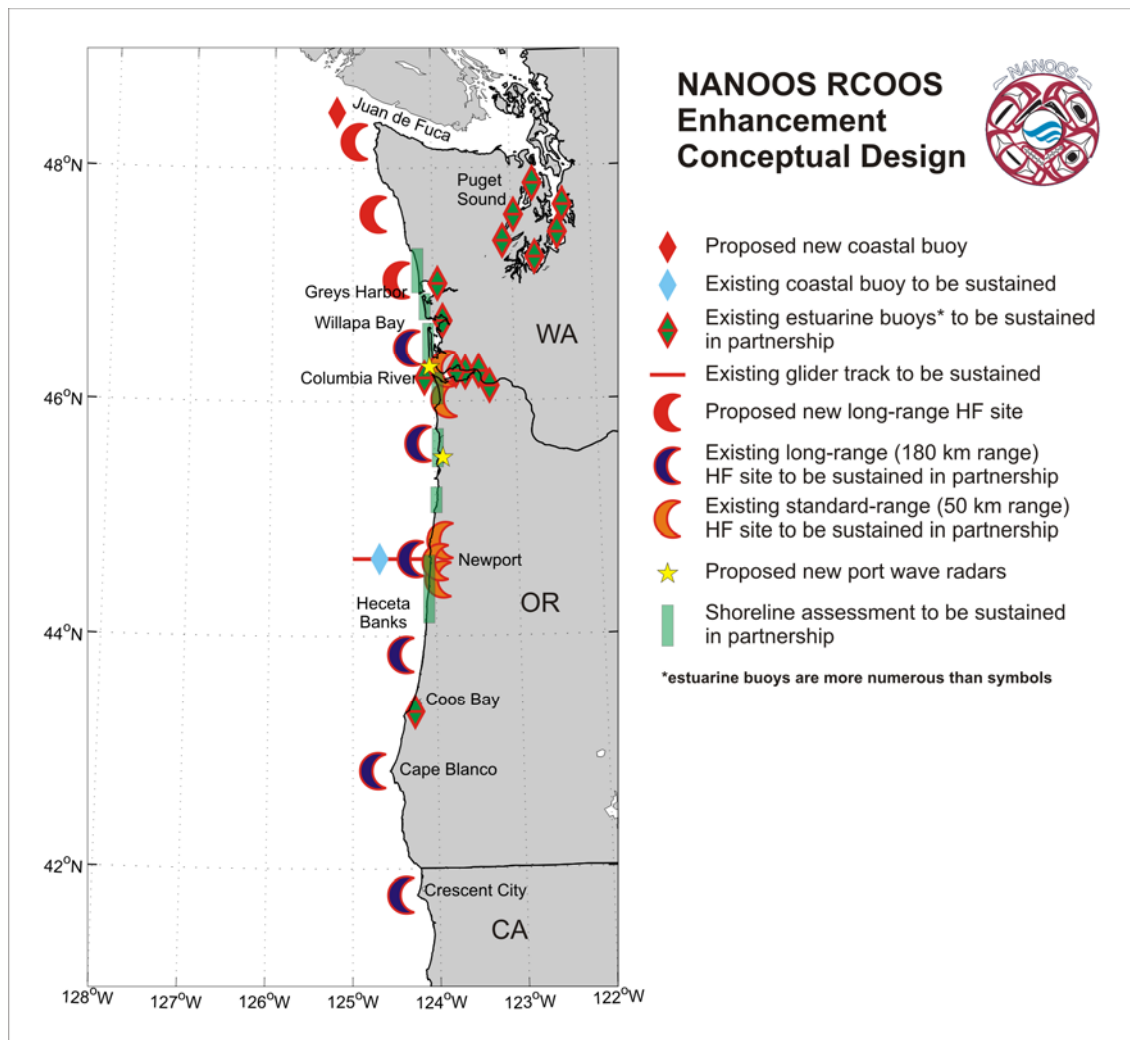 NANOOS RCOOS
Enhancement
Conceptual Design
NANOOS
Proposed new coastal buoy
Existing coastal buoy to be sustained
Existing estuarine buoys* to be sustained
in partnership
Existing glider track to be sustained
Proposed new long-range HF site
Existing long-range (180 km range)
HF site to be sustained in partnership
Existing standard-range (50 km range)
HF site to be sustained in partnership
Proposed new port wave radars
Shoreline assessment to be sustained
in partnership
*estuarine buoys are more numerous than symbols
Juan de Fuca
48°N
Puget
Sound
Greys Harbor
Willapa Bay
WA
Columbia River
46°N
Newport
OR
Heceta
Banks
44°N
Coos Bay
Cape Blanco
42°N
Crescent City
CA
128°W
127°W
126°W
125°W
124°W
123°W
122°W